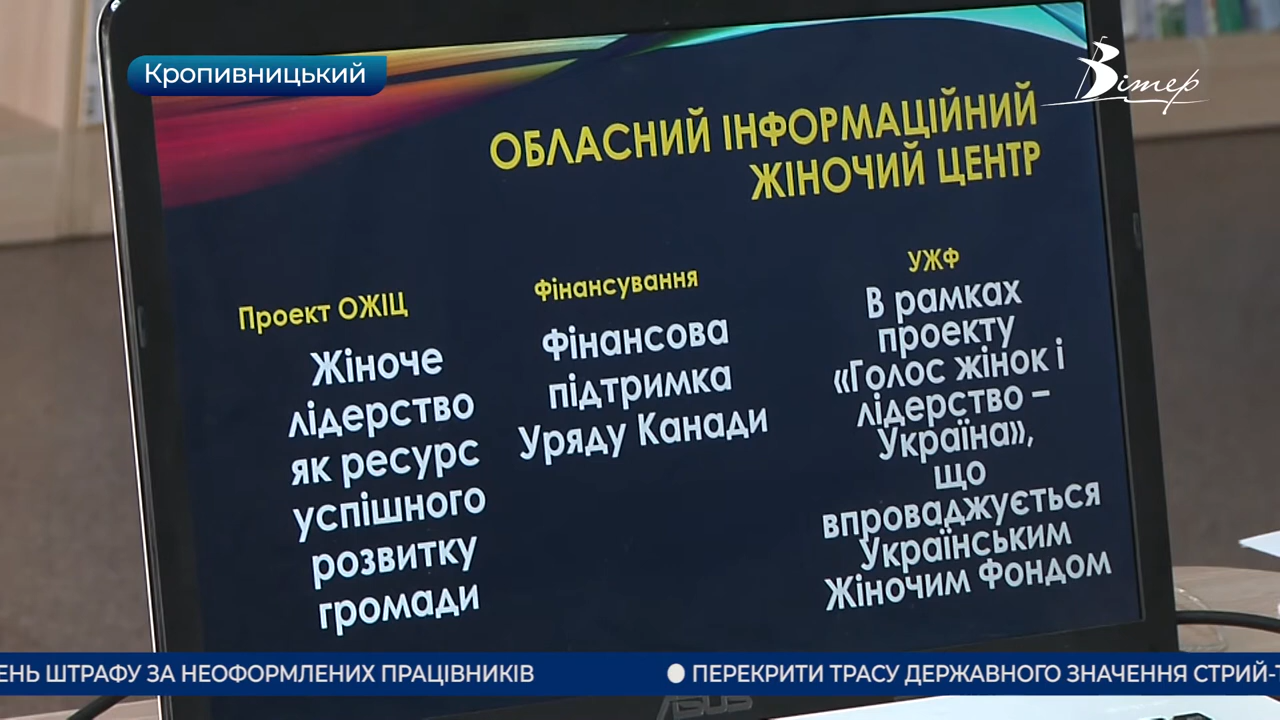 Кропивницький
Вітер
ОБЛАСНИЙ ІНФОРМАЦІЙНИЙ
ЖІНОЧИЙ ЦЕНТР
Проект ОЖІЦ
Жіноче
лідерство
як ресурс
успішного
розвитку
громади
Фінансування
Фінансова
підтримка
Уряду Канади
УЖФ
В рамках
проекту
«Голос жінок і
лідерство –
Україна»,
що
впроваджується
Українським
Жіночим Фондом
ЕНЬ ШТРАФУ ЗА НЕОФОРМЛЕНИХ ПРАЦІВНИКІВ
ПЕРЕКРИТИ ТРАСУ ДЕРЖАВНОГО ЗНАЧЕННЯ СТРИЙ-Т
ASUS